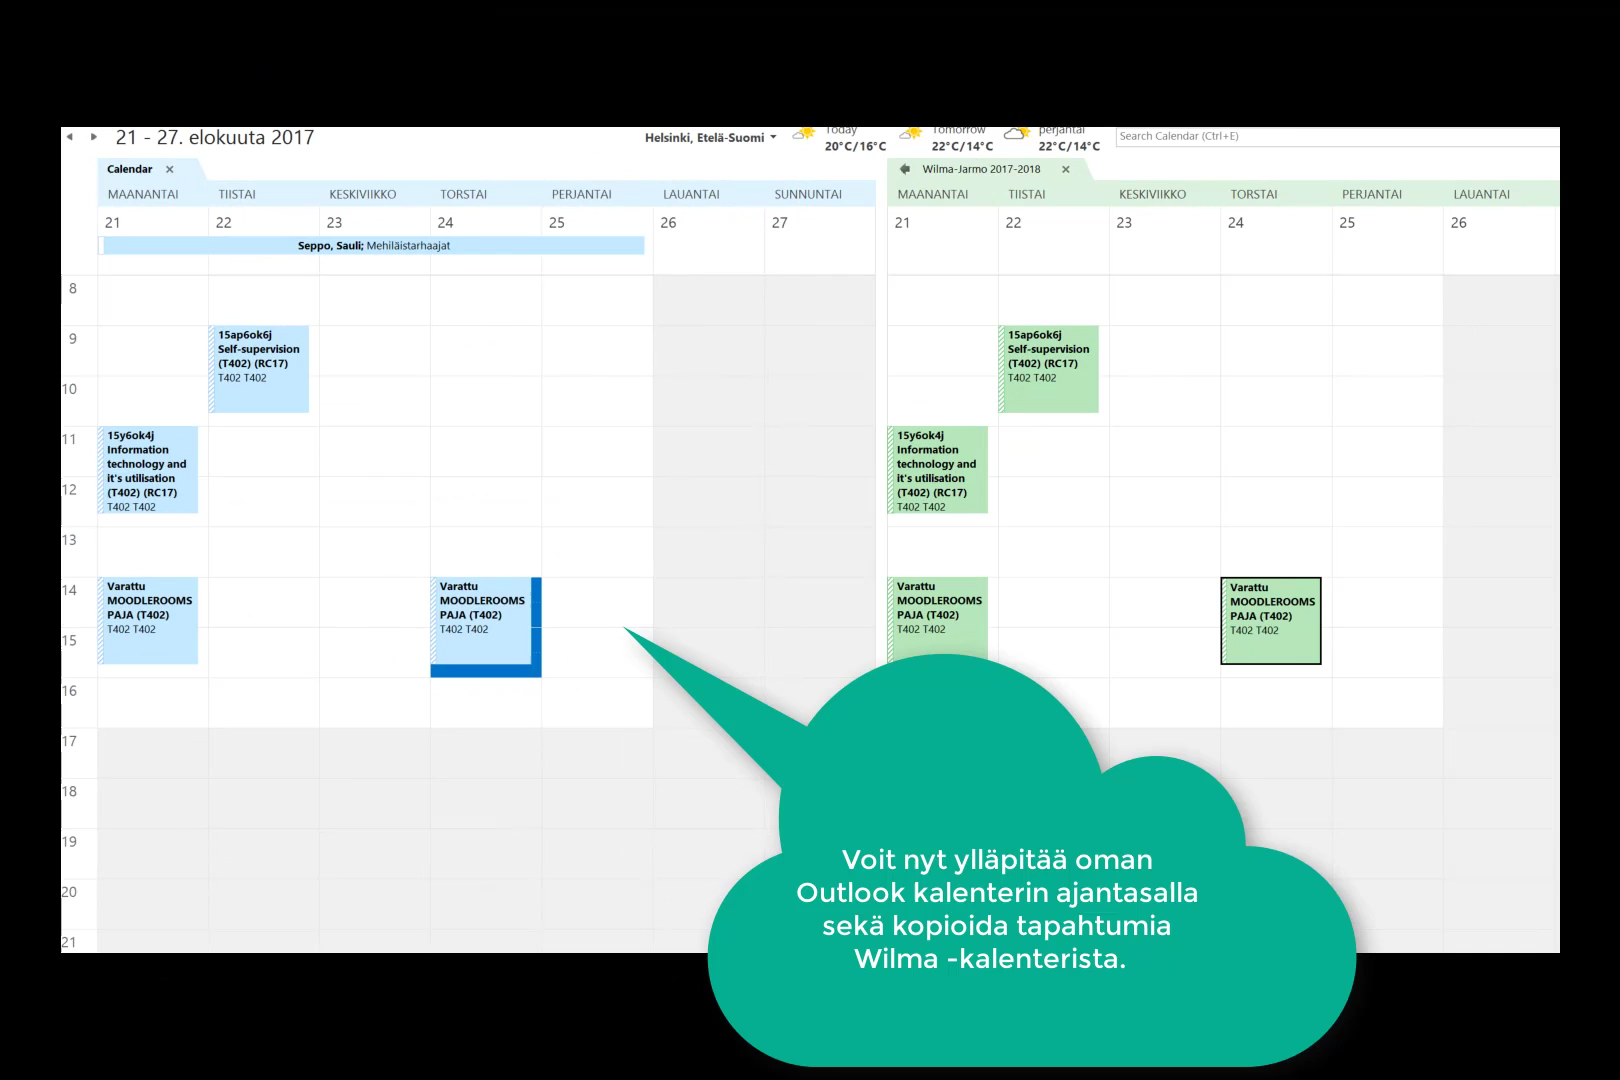 21 - 27. elokuuta 2017
Helsinki, Etelä-Suomi
Today
20°C/16°C
Tomorrow
22°C/14°C
perjantai
22°C/14°C
Search Calendar (Ctrl+E)
Calendar
Wilma-Jarmo 2017-2018
MAANANTAI TIISTAI KESKIVIIKKO TORSTAI PERJANTAI LAUANTAI SUNNUNTAI
MAANANTAI TIISTAI KESKIVIIKKO TORSTAI PERJANTAI LAUANTAI
21 22 23 24 25 26 27
21 22 23 24 25 26
Seppo, Sauli; Mehiläistarhaajat
8
9
10
11
12
13
14
15
16
17
18
19
20
21
15ap6ok6j
Self-supervision
(T402) (RC17)
T402 T402
15y6ok4j
Information
technology and
it's utilisation
(T402) (RC17)
T402 T402
Varattu
MOODLEROOMS
PAJA (T402)
T402 T402
Varattu
MOODLEROOMS
PAJA (T402)
T402 T402
15ap6ok6j
Self-supervision
(T402) (RC17)
T402 T402
15y6ok4j
Information
technology and
it's utilisation
(T402) (RC17)
T402 T402
Varattu
MOODLEROOMS
PAJA (T402)
T402 T402
Varattu
MOODLEROOMS
PAJA (T402)
T402 T402
Voit nyt ylläpitää oman
Outlook kalenterin ajantasalla
sekä kopioida tapahtumia
Wilma -kalenterista.